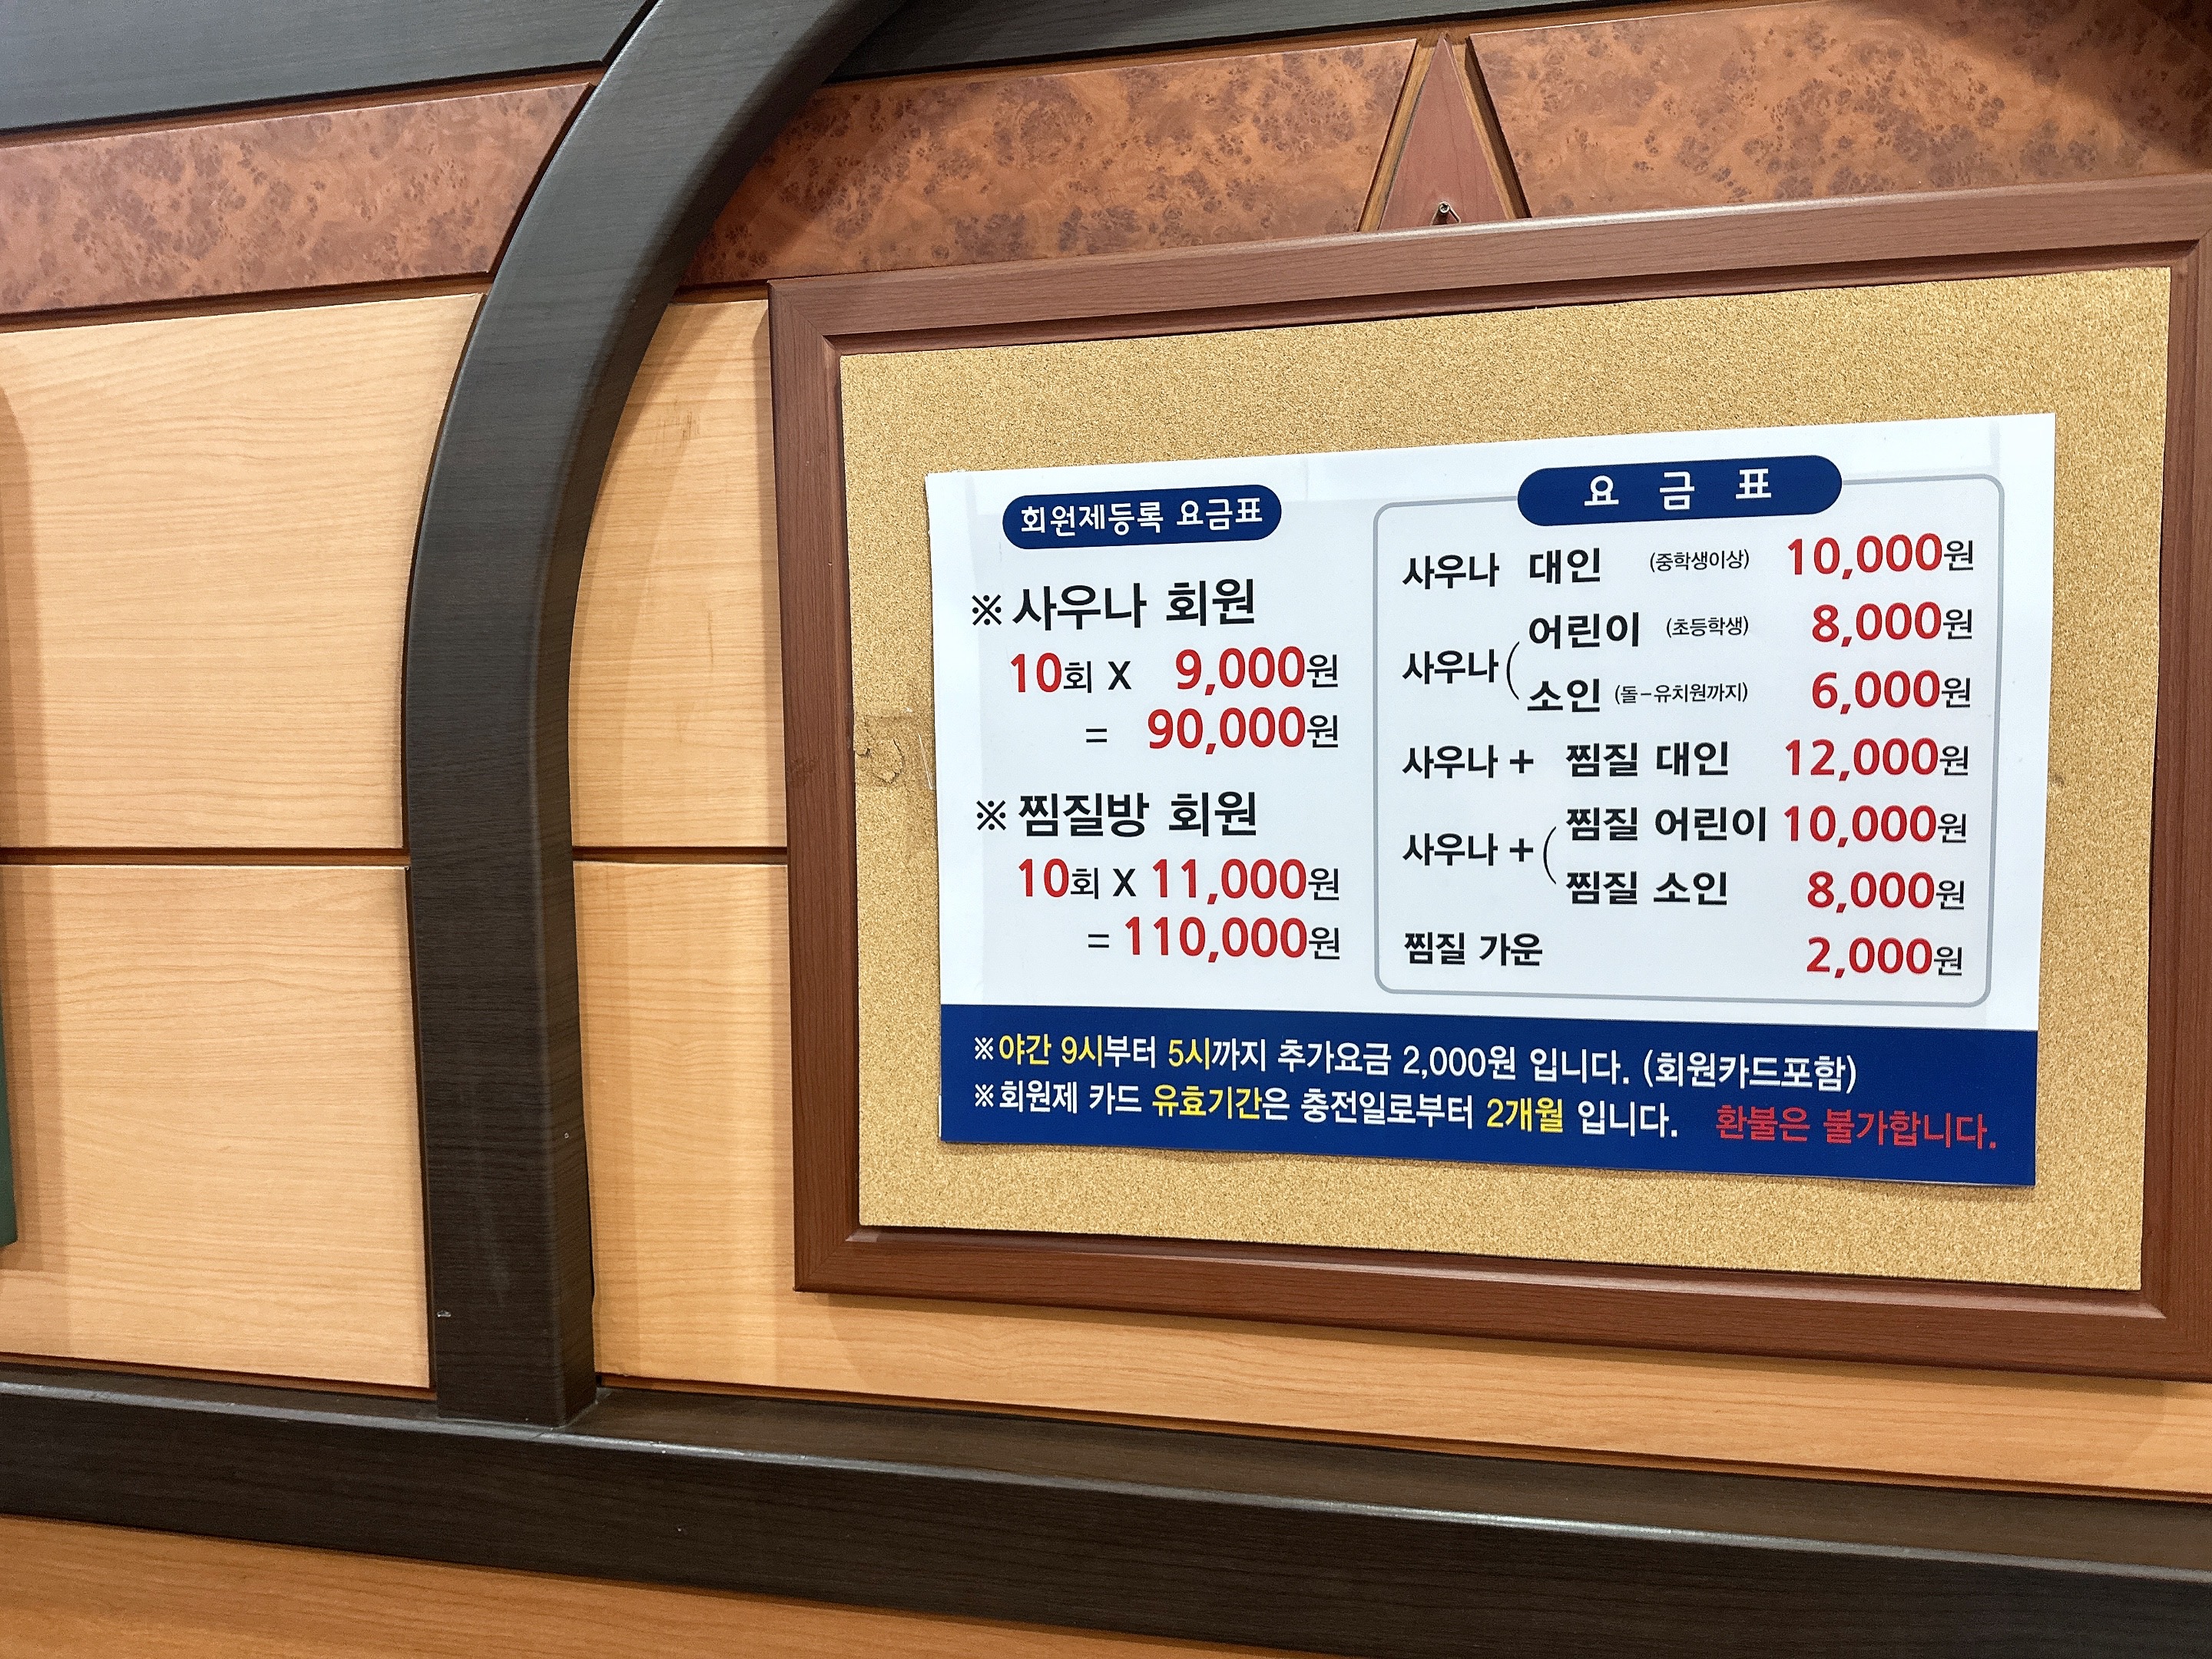 회원제등록 요금표
※ 사우나 회원
10회 X 9,000원
= 90,000원
※ 찜질방 회원
10회 X 11,000원
= 110,000원
요 금 표
사우나 대인 (중학생이상) 10,000원
사우나 ( 어린이 (초등학생) 8,000원
소인 (돌-유치원까지) 6,000원
사우나 + 찜질 대인 12,000원
사우나 + ( 찜질 어린이 10,000원
찜질 소인 8,000원
찜질 가운 2,000원
※야간 9시부터 5시까지 추가요금 2,000원 입니다. (회원카드포함)
※회원제 카드 유효기간은 충전일로부터 2개월 입니다. 환불은 불가합니다.